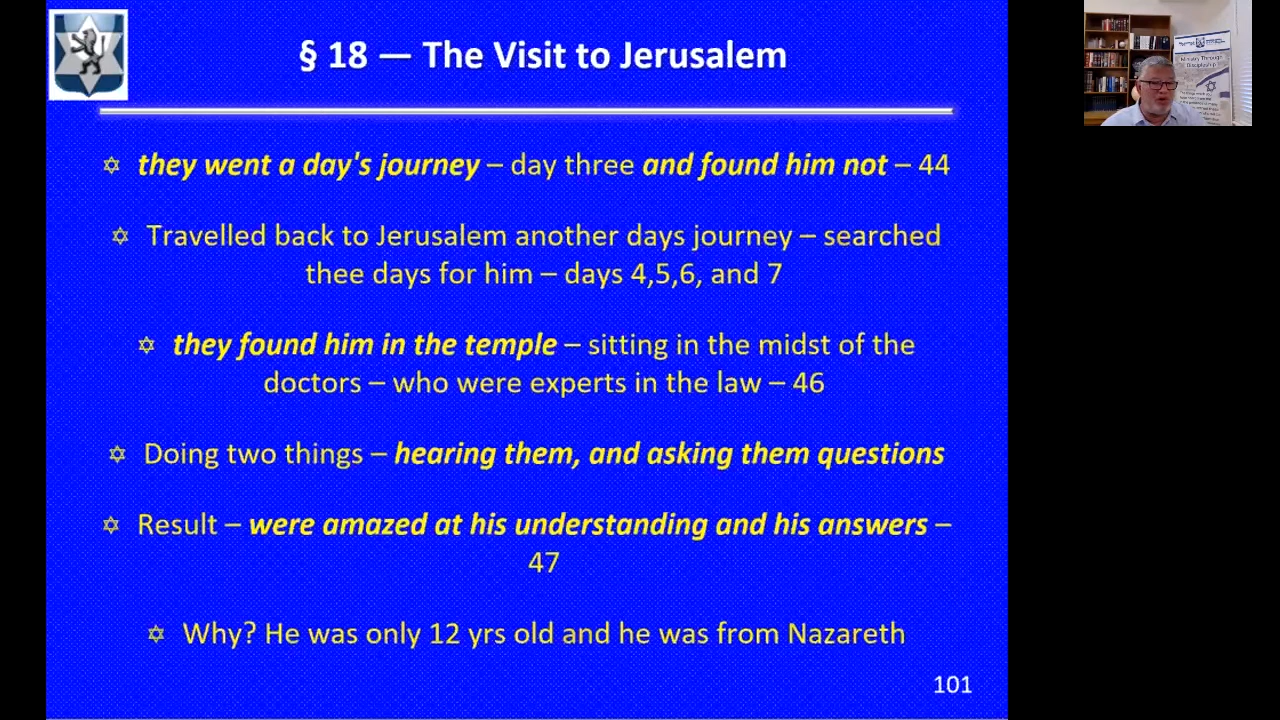 § 18 — The Visit to Jerusalem
they went a day's journey – day three and found him not – 44
Travelled back to Jerusalem another days journey – searched
thee days for him – days 4,5,6, and 7
they found him in the temple – sitting in the midst of the
doctors – who were experts in the law – 46
Doing two things – hearing them, and asking them questions
Result – were amazed at his understanding and his answers –
47
Why? He was only 12 yrs old and he was from Nazareth
101
Ministry Through
Discipleship